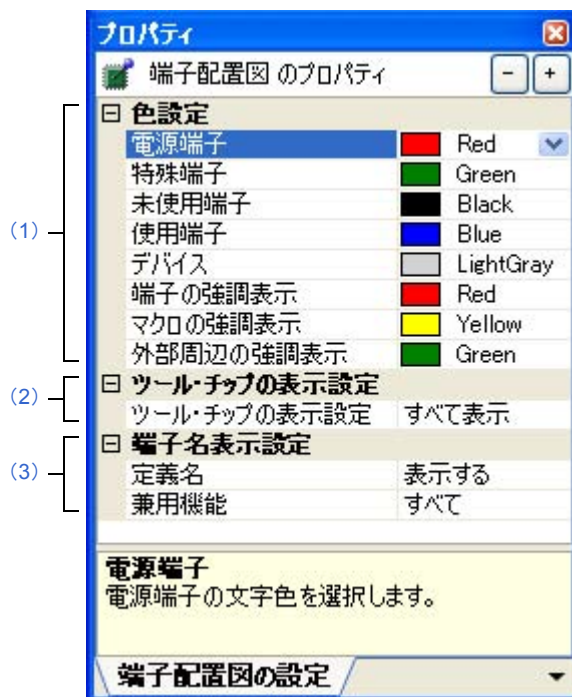 プロパティ
端子配置図 のプロパティ
(1)
色設定
電源端子 Red
特殊端子 Green
未使用端子 Black
使用端子 Blue
デバイス LightGray
端子の強調表示 Red
マクロの強調表示 Yellow
外部周辺の強調表示 Green
(2)
ツール・チップの表示設定
ツール・チップの表示設定 すべて表示
(3)
端子名表示設定
定義名 表示する
兼用機能 すべて
電源端子
電源端子の文字色を選択します。
端子配置図の設定